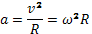 a = v²/R = ω²R